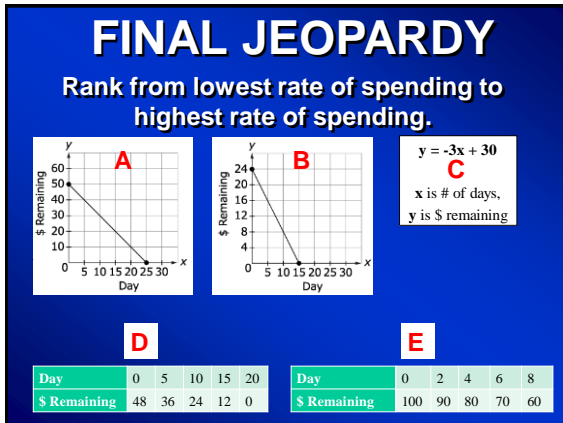 FINAL JEOPARDY
Rank from lowest rate of spending to
highest rate of spending.
A
y
$ Remaining
60
50
40
30
20
10
0
5 10 15 20 25 30
x
Day
B
y
$ Remaining
24
20
16
12
8
4
0
5 10 15 20 25 30
x
Day
y = -3x + 30
C
x is # of days,
y is $ remaining
D
Day 0 5 10 15 20
$ Remaining 48 36 24 12 0
E
Day 0 2 4 6 8
$ Remaining 100 90 80 70 60